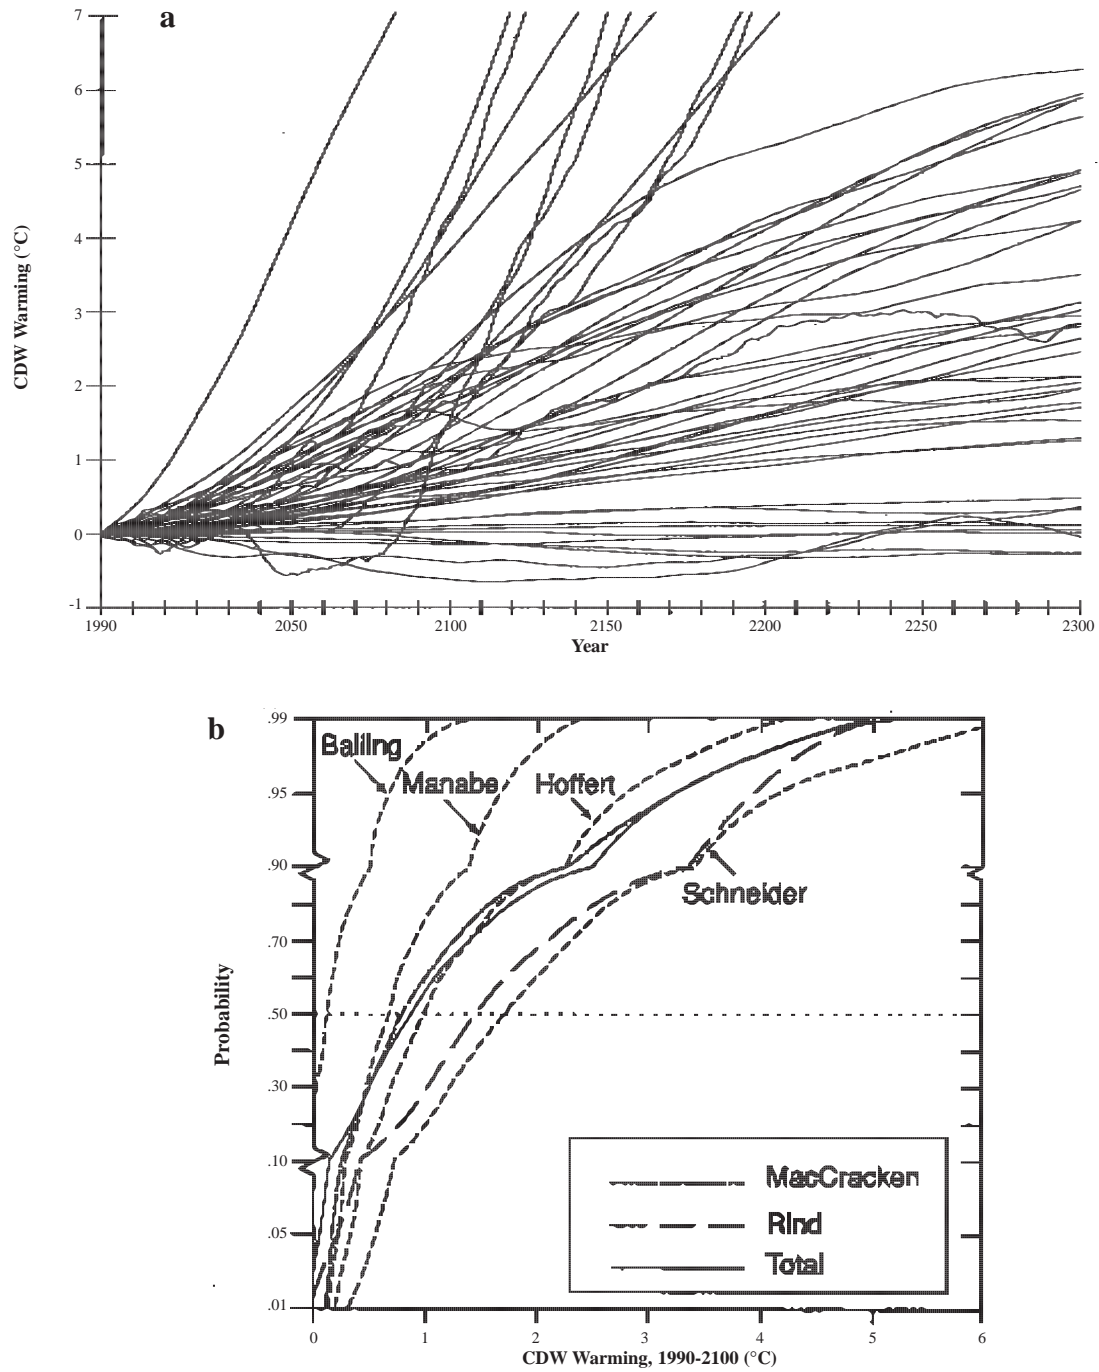 a
7
6
5
4
3
2
1
0
-1
CDW Warming (°C)
1990 2050 2100 2150 2200 2250 2300
Year
b
.99
.95
.90
.70
.50
.30
.10
.05
.01
Probability
Balling
Manabe
Hoffert
Schneider
MacCracken
Rind
Total
0 1 2 3 4 5 6
CDW Warming, 1990-2100 (°C)